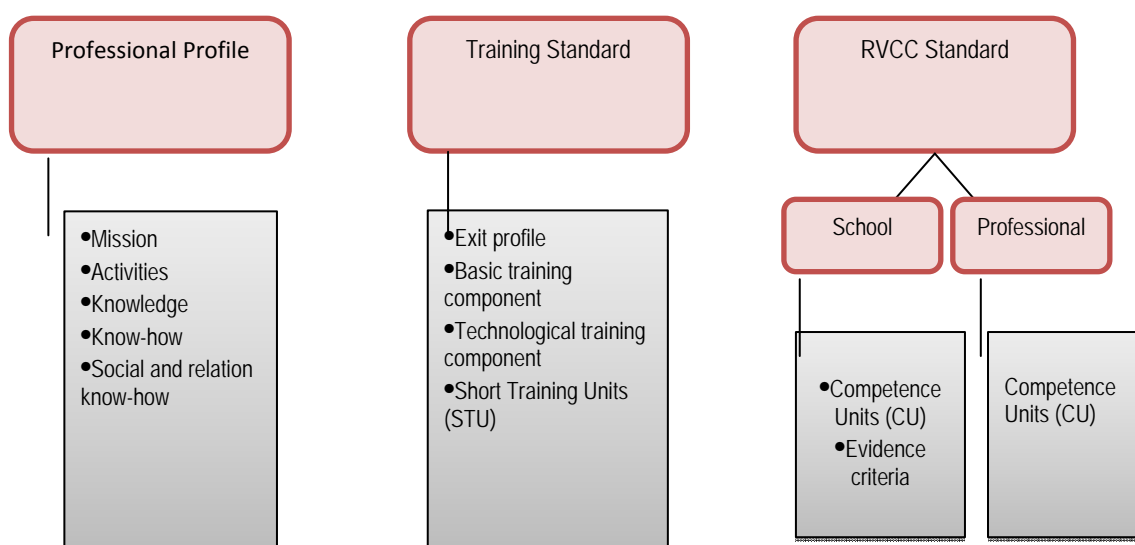 Professional Profile
•Mission
•Activities
•Knowledge
•Know-how
•Social and relation
know-how
Training Standard
•Exit profile
•Basic training
component
•Technological training
component
•Short Training Units
(STU)
RVCC Standard
School
•Competence
Units (CU)
•Evidence
criteria
Professional
Competence
Units (CU)